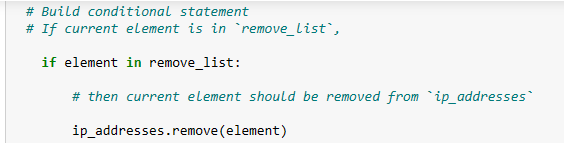 # Build conditional statement
# If current element is in `remove_list`,
if element in remove_list:
# then current element should be removed from `ip_addresses`
ip_addresses.remove(element)